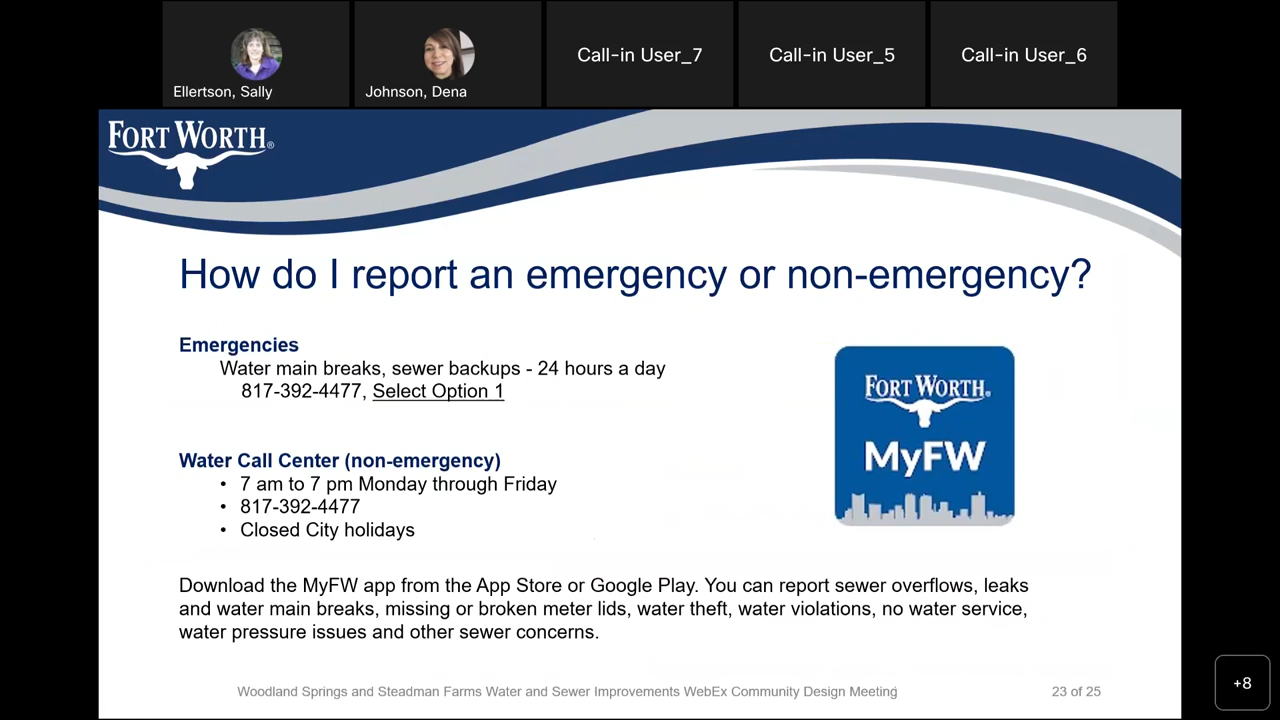 Ellertson, Sally
Johnson, Dena
Call-in User_7
Call-in User_5
Call-in User_6
FORT WORTH®
How do I report an emergency or non-emergency?
Emergencies
Water main breaks, sewer backups - 24 hours a day
817-392-4477, Select Option 1
Water Call Center (non-emergency)
• 7 am to 7 pm Monday through Friday
• 817-392-4477
• Closed City holidays
FORT WORTH®
MyFW
Download the MyFW app from the App Store or Google Play. You can report sewer overflows, leaks
and water main breaks, missing or broken meter lids, water theft, water violations, no water service,
water pressure issues and other sewer concerns.
Woodland Springs and Steadman Farms Water and Sewer Improvements WebEx Community Design Meeting
23 of 25
+8